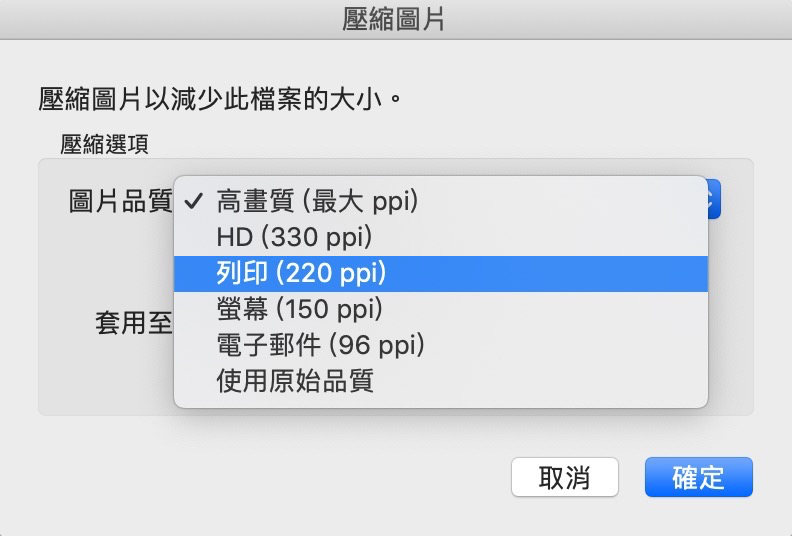 壓縮圖片
壓縮圖片以減少此檔案的大小。
壓縮選項
圖片品質
✓ 高畫質 (最大 ppi)
HD (330 ppi)
列印 (220 ppi)
螢幕 (150 ppi)
電子郵件 (96 ppi)
使用原始品質
套用至
取消
確定